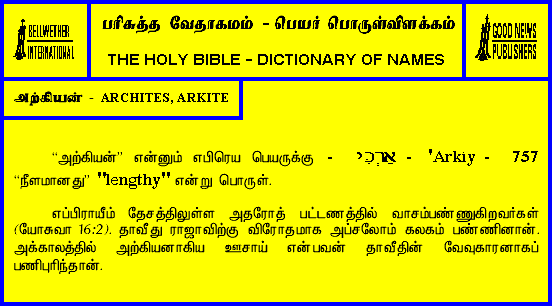 BELLWETHER
INTERNATIONAL
பரிசுத்த வேதாகமம் - பெயர் பொருள்விளக்கம்
THE HOLY BIBLE - DICTIONARY OF NAMES
GOOD NEWS
PUBLISHERS
அற்கியன் - ARCHITES, ARKITE
“அற்கியன்” என்னும் எபிரெய பெயருக்கு - אַרְכִּי - 'Arkiy - 757
“நீளமானது” "lengthy" என்று பொருள்.
எப்பிராயீம் தேசத்திலுள்ள அதரோத் பட்டணத்தில் வாசம்பண்ணுகிறவர்கள்
(யோசுவா 16:2). தாவீது ராஜாவிற்கு விரோதமாக அப்சலோம் கலகம் பண்ணினான்.
அக்காலத்தில் அற்கியனாகிய ஊசாய் என்பவன் தாவீதின் வேவுகாரனாகப்
பணிபுரிந்தான்.